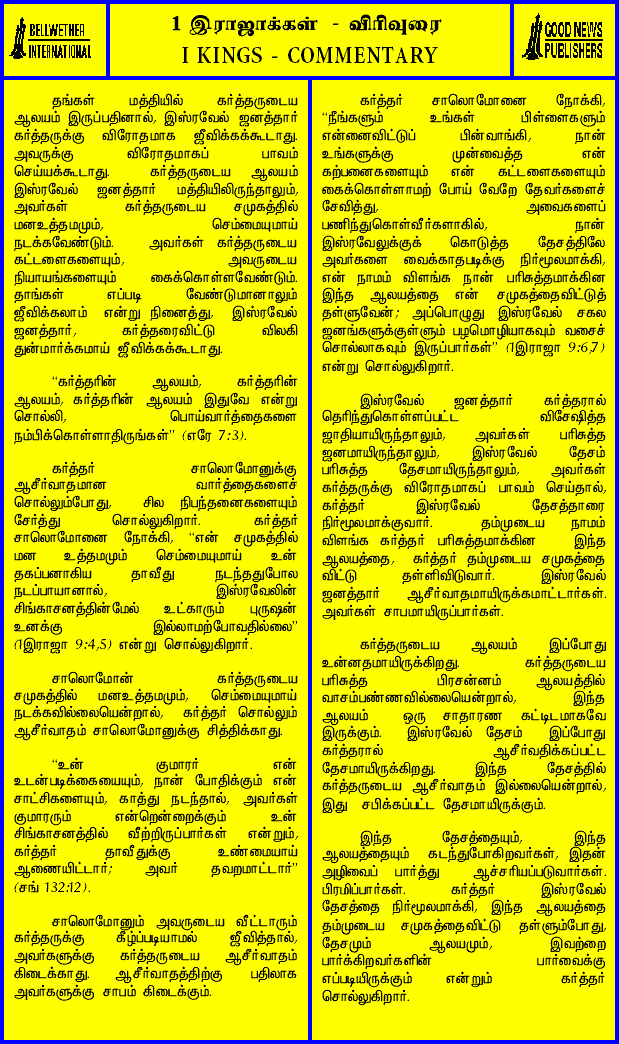 BELLWETHER
INTERNATIONAL
1 இராஜாக்கள் - விரிவுரை
I KINGS - COMMENTARY
GOOD NEWS
PUBLISHERS
தங்கள் மத்தியில் கர்த்தருடைய
ஆலயம் இருப்பதினால், இஸ்ரவேல் ஜனத்தார்
கர்த்தருக்கு விரோதமாக ஜீவிக்கக்கூடாது.
அவருக்கு விரோதமாகப் பாவம்
செய்யக்கூடாது. கர்த்தருடைய ஆலயம்
இஸ்ரவேல் ஜனத்தார் மத்தியிலிருந்தாலும்,
அவர்கள் கர்த்தருடைய சமுகத்தில்
மனஉத்தமமும், செம்மையுமாய்
நடக்கவேண்டும். அவர்கள் கர்த்தருடைய
கட்டளைகளையும், அவருடைய
நியாயங்களையும் கைக்கொள்ளவேண்டும்.
தாங்கள் எப்படி வேண்டுமானாலும்
ஜீவிக்கலாம் என்று நினைத்து, இஸ்ரவேல்
ஜனத்தார், கர்த்தரைவிட்டு விலகி
துன்மார்க்கமாய் ஜீவிக்கக்கூடாது.
“கர்த்தரின் ஆலயம், கர்த்தரின்
ஆலயம், கர்த்தரின் ஆலயம் இதுவே என்று
சொல்லி, பொய்வார்த்தைகளை
நம்பிக்கொள்ளாதிருங்கள்” (எரே 7:3).
கர்த்தர் சாலொமோனுக்கு
ஆசீர்வாதமான வார்த்தைகளைச்
சொல்லும்போது, சில நிபந்தனைகளையும்
சேர்த்து சொல்லுகிறார். கர்த்தர்
சாலொமோனை நோக்கி, “என் சமுகத்தில்
மன உத்தமமும் செம்மையுமாய் உன்
தகப்பனாகிய தாவீது நடந்ததுபோல
நடப்பாயானால், இஸ்ரவேலின்
சிங்காசனத்தின்மேல் உட்காரும் புருஷன்
உனக்கு இல்லாமற்போவதில்லை”
(1இராஜா 9:4,5) என்று சொல்லுகிறார்.
சாலொமோன் கர்த்தருடைய
சமுகத்தில் மனஉத்தமமும், செம்மையுமாய்
நடக்கவில்லையென்றால், கர்த்தர் சொல்லும்
ஆசீர்வாதம் சாலொமோனுக்கு சித்திக்காது.
“உன் குமாரர் என்
உடன்படிக்கையையும், நான் போதிக்கும் என்
சாட்சிகளையும், காத்து நடந்தால், அவர்கள்
குமாரரும் என்றென்றைக்கும் உன்
சிங்காசனத்தில் வீற்றிருப்பார்கள் என்றும்,
கர்த்தர் தாவீதுக்கு உண்மையாய்
ஆணையிட்டார்; அவர் தவறமாட்டார்”
(சங் 132:12).
சாலொமோனும் அவருடைய வீட்டாரும்
கர்த்தருக்கு கீழ்ப்படியாமல் ஜீவித்தால்,
அவர்களுக்கு கர்த்தருடைய ஆசீர்வாதம்
கிடைக்காது. ஆசீர்வாதத்திற்கு பதிலாக
அவர்களுக்கு சாபம் கிடைக்கும்.
கர்த்தர் சாலொமோனை நோக்கி,
“நீங்களும் உங்கள் பிள்ளைகளும்
என்னைவிட்டுப் பின்வாங்கி, நான்
உங்களுக்கு முன்வைத்த என்
கற்பனைகளையும் என் கட்டளைகளையும்
கைக்கொள்ளாமற் போய் வேறே தேவர்களைச்
சேவித்து, அவைகளைப்
பணிந்துகொள்வீர்களாகில், நான்
இஸ்ரவேலுக்குக் கொடுத்த தேசத்திலே
அவர்களை வைக்காதபடிக்கு நிர்மூலமாக்கி,
என் நாமம் விளங்க நான் பரிசுத்தமாக்கின
இந்த ஆலயத்தை என் சமுகத்தைவிட்டுத்
தள்ளுவேன்; அப்பொழுது இஸ்ரவேல் சகல
ஜனங்களுக்குள்ளும் பழமொழியாகவும் வசைச்
சொல்லாகவும் இருப்பார்கள்” (1இராஜா 9:6,7)
என்று சொல்லுகிறார்.
இஸ்ரவேல் ஜனத்தார் கர்த்தரால்
தெரிந்துகொள்ளப்பட்ட விசேஷித்த
ஜாதியாயிருந்தாலும், அவர்கள் பரிசுத்த
ஜனமாயிருந்தாலும், இஸ்ரவேல் தேசம்
பரிசுத்த தேசமாயிருந்தாலும், அவர்கள்
கர்த்தருக்கு விரோதமாகப் பாவம் செய்தால்,
கர்த்தர் இஸ்ரவேல் தேசத்தாரை
நிர்மூலமாக்குவார். தம்முடைய நாமம்
விளங்க கர்த்தர் பரிசுத்தமாக்கின இந்த
ஆலயத்தை, கர்த்தர் தம்முடைய சமுகத்தை
விட்டு தள்ளிவிடுவார். இஸ்ரவேல்
ஜனத்தார் ஆசீர்வாதமாயிருக்கமாட்டார்கள்.
அவர்கள் சாபமாயிருப்பார்கள்.
கர்த்தருடைய ஆலயம் இப்போது
உன்னதமாயிருக்கிறது. கர்த்தருடைய
பரிசுத்த பிரசன்னம் ஆலயத்தில்
வாசம்பண்ணவில்லையென்றால், இந்த
ஆலயம் ஒரு சாதாரண கட்டிடமாகவே
இருக்கும். இஸ்ரவேல் தேசம் இப்போது
கர்த்தரால் ஆசீர்வதிக்கப்பட்ட
தேசமாயிருக்கிறது. இந்த தேசத்தில்
கர்த்தருடைய ஆசீர்வாதம் இல்லையென்றால்,
இது சபிக்கப்பட்ட தேசமாயிருக்கும்.
இந்த தேசத்தையும், இந்த
ஆலயத்தையும் கடந்துபோகிறவர்கள், இதன்
அழிவைப் பார்த்து ஆச்சரியப்படுவார்கள்.
பிரமிப்பார்கள். கர்த்தர் இஸ்ரவேல்
தேசத்தை நிர்மூலமாக்கி, இந்த ஆலயத்தை
தம்முடைய சமுகத்தைவிட்டு தள்ளும்போது,
தேசமும் ஆலயமும், இவற்றை
பார்க்கிறவர்களின் பார்வைக்கு
எப்படியிருக்கும் என்றும் கர்த்தர்
சொல்லுகிறார்.